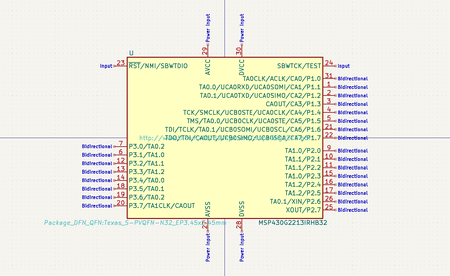 Power Input
Power Input
29
30
U
AVCC
DVCC
Input 23 RST/NMI/SBWTDIO
SBWTCK/TEST 24 Input
TA0CLK/ACLK/CA0/P1.0 31 Bidirectional
TA0.0/UCA0RXD/UCA0SOMI/CA1/P1.1 1 Bidirectional
TA0.1/UCA0TXD/UCA0SIMO/CA2/P1.2 2 Bidirectional
CAOUT/CA3/P1.3 3 Bidirectional
TCK/SMCLK/UCB0STE/UCA0CLK/CA4/P1.4 4 Bidirectional
TMS/TA0.0/UCB0CLK/UCA0STE/CA5/P1.5 5 Bidirectional
TDI/TCLK/TA0.1/UCB0SOMI/UCB0SCL/CA6/P1.6 21 Bidirectional
TDO/TDI/CAOUT/UCB0SIMO/UCB0SDA/CA7/P1.7 22 Bidirectional
Bidirectional 7 P3.0/TA0.2
TA1.0/P2.0 9 Bidirectional
Bidirectional 6 P3.1/TA1.0
TA1.1/P2.1 10 Bidirectional
Bidirectional 12 P3.2/TA1.1
TA1.1/P2.2 11 Bidirectional
Bidirectional 13 P3.3/TA1.2
TA1.0/P2.3 15 Bidirectional
Bidirectional 14 P3.4/TA0.0
TA1.2/P2.4 16 Bidirectional
Bidirectional 18 P3.5/TA0.1
TA1.2/P2.5 17 Bidirectional
Bidirectional 19 P3.6/TA0.2
TA0.1/XIN/P2.6 26 Bidirectional
Bidirectional 20 P3.7/TA1CLK/CAOUT
XOUT/P2.7 25 Bidirectional
AVSS
DVSS
MSP430G2213IRHB32
27
28
Power Input
Power Input